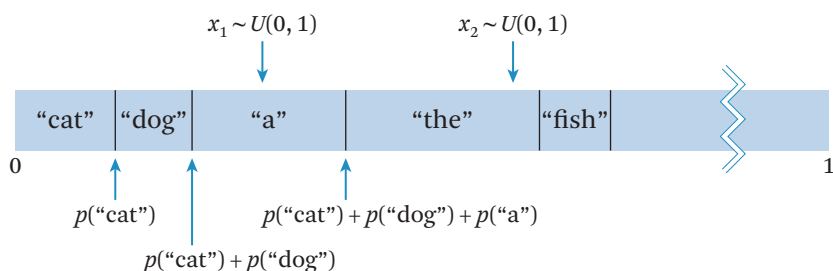 x₁ ~ U(0, 1) x₂ ~ U(0, 1)
“cat” “dog” “a” “the” “fish”
0 1
p(“cat”) p(“cat”) + p(“dog”) + p(“a”)
p(“cat”) + p(“dog”)